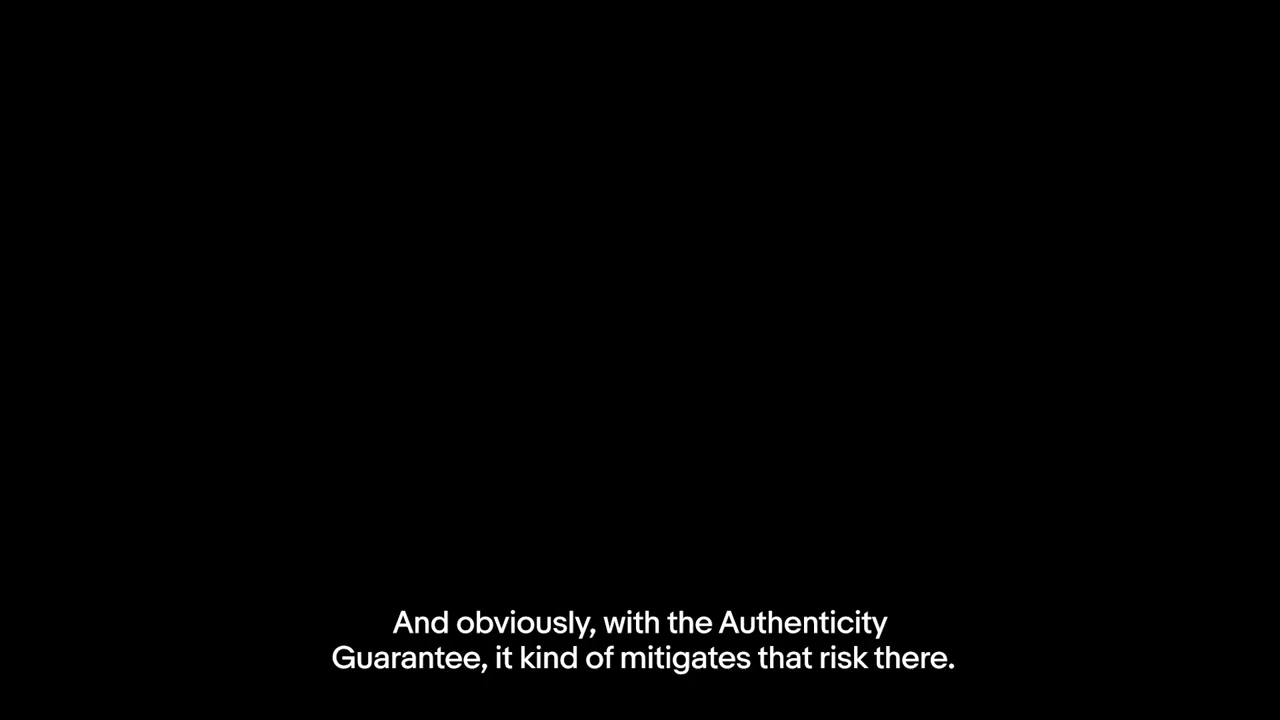 And obviously, with the Authenticity
Guarantee, it kind of mitigates that risk there.